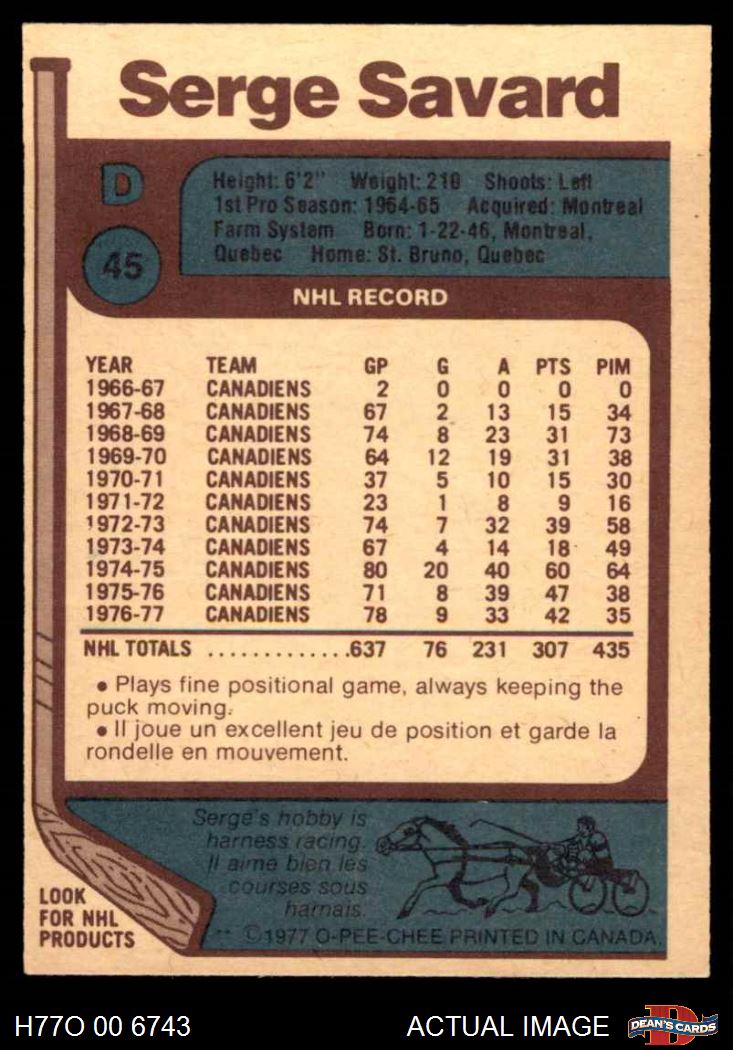 Serge Savard
D
45
Height: 6'2" Weight: 210 Shoots: Left
1st Pro Season: 1964-65 Acquired: Montreal
Farm System Born: 1-22-46, Montreal,
Quebec Home: St. Bruno, Quebec
NHL RECORD
YEAR TEAM GP G A PTS PIM
1966-67 CANADIENS 2 0 0 0 0
1967-68 CANADIENS 67 2 13 15 34
1968-69 CANADIENS 74 8 23 31 73
1969-70 CANADIENS 64 12 19 31 38
1970-71 CANADIENS 37 5 10 15 30
1971-72 CANADIENS 23 1 8 9 16
1972-73 CANADIENS 74 7 32 39 58
1973-74 CANADIENS 67 4 14 18 49
1974-75 CANADIENS 80 20 40 60 64
1975-76 CANADIENS 71 8 39 47 38
1976-77 CANADIENS 78 9 33 42 35
NHL TOTALS .............637 76 231 307 435
• Plays fine positional game, always keeping the
puck moving.
• Il joue un excellent jeu de position et garde la
rondelle en mouvement.
Serge's hobby is
harness racing.
Il aime bien les
courses sous
harnais.
LOOK
FOR NHL
PRODUCTS
** ©1977 O-PEE-CHEE PRINTED IN CANADA
H77O 00 6743
ACTUAL IMAGE
D
DEAN'S CARDS